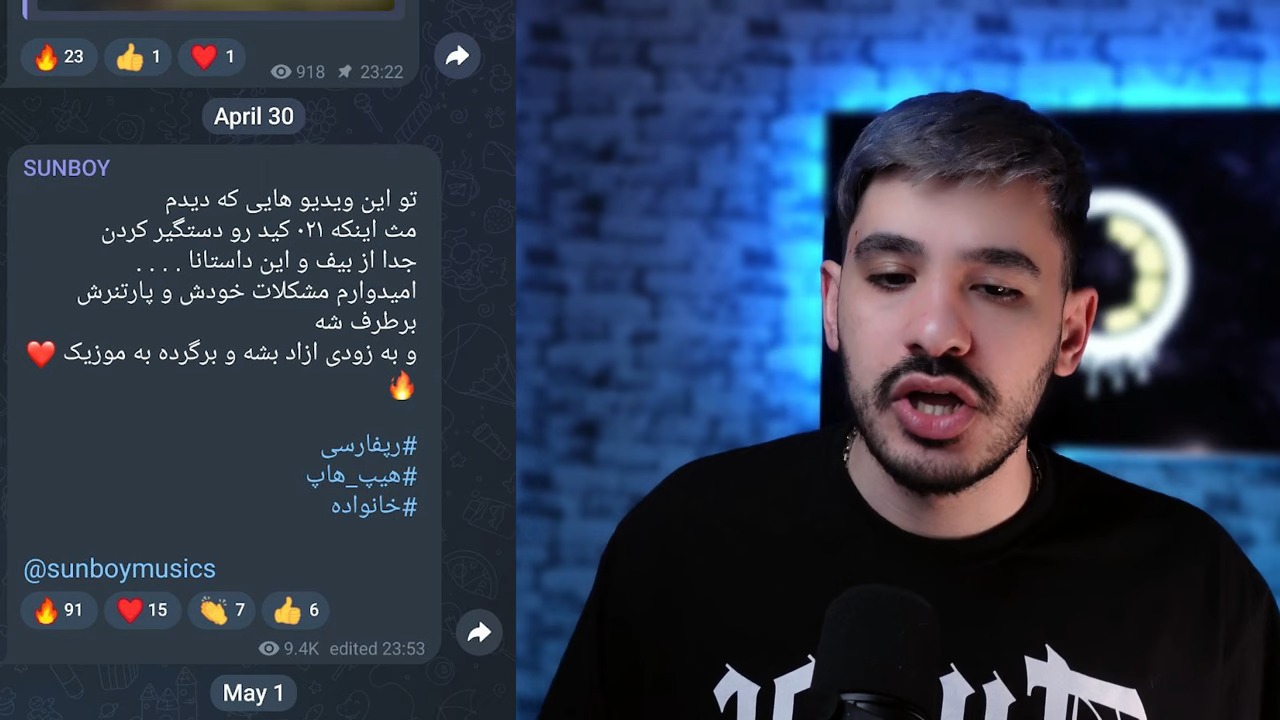 23
1
1
918
23:22
April 30
SUNBOY
تو این ویدیو هایی که دیدم
مث اینکه ۰۲۱ کید رو دستگیر کردن
جدا از بیف و این داستانا . . . .
امیدوارم مشکلات خودش و پارتنرش
برطرف شه
و به زودی ازاد بشه و برگرده به موزیک ❤️
🔥
#رپفارسی
#هیپ_هاپ
#خانواده
@sunboymusics
91
15
7
6
9.4K edited 23:53
May 1